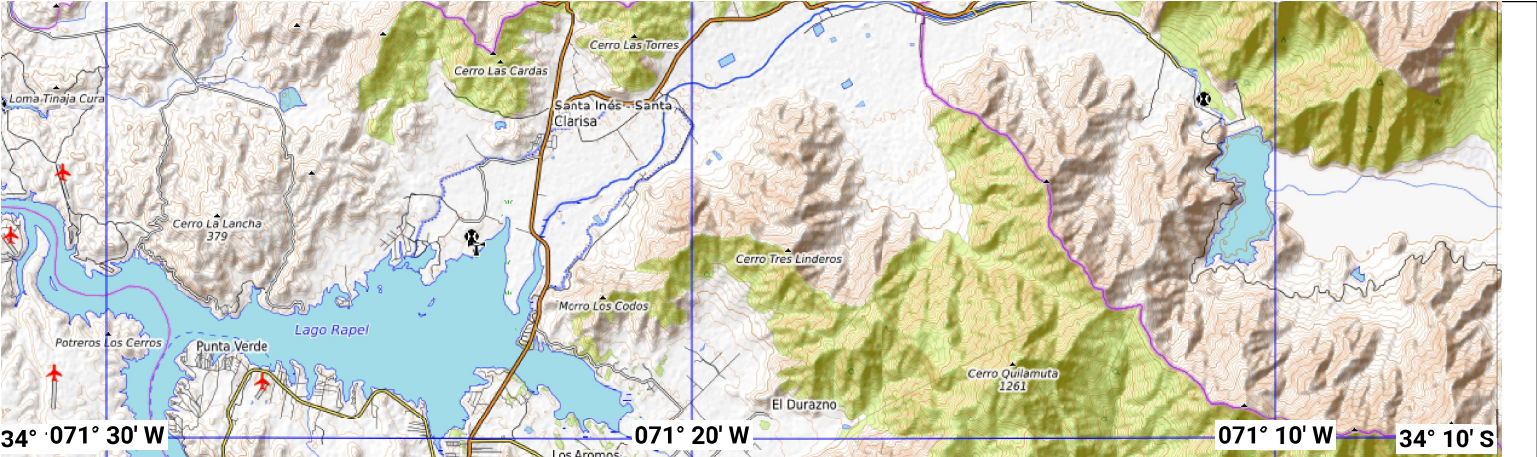 Cerro Las Torres
Cerro Las Cardas
Loma Tinaja Cura
Santa Inés - Santa
Clarisa
Cerro La Lancha
379
Cerro Tres Linderos
Morro Los Codos
Lago Rapel
Potreros Los Cerros
Punta Verde
Cerro Quilamuta
1261
El Durazno
34°
071° 30' W
071° 20' W
071° 10' W
34° 10' S
Los Aromos